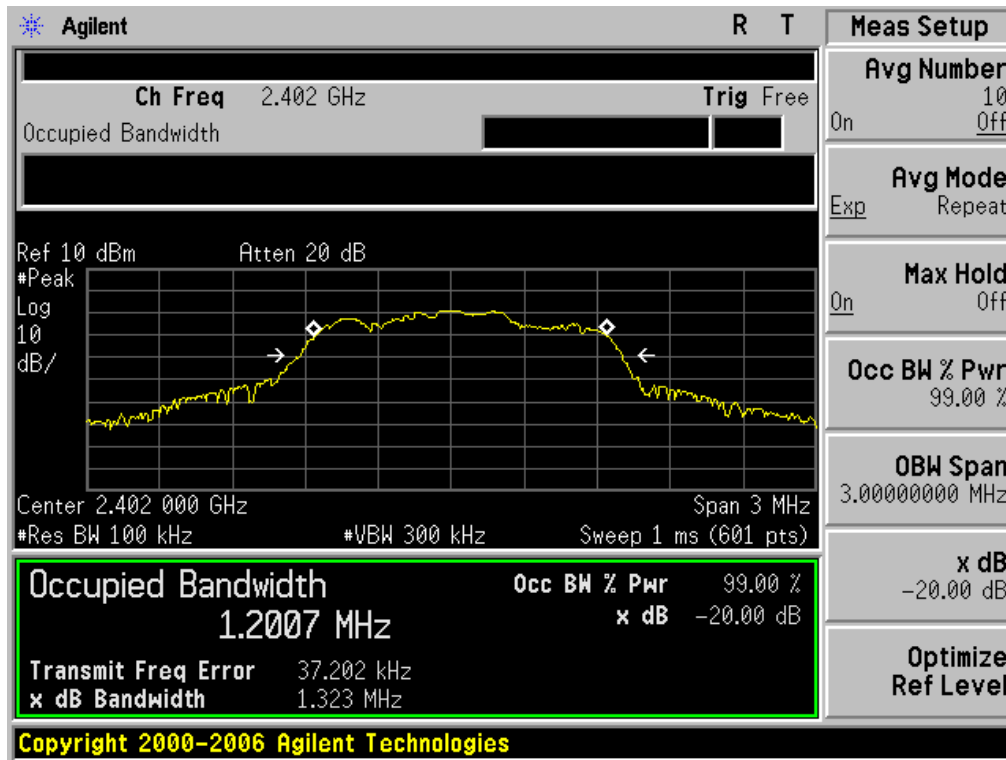 Agilent R T
Ch Freq 2.402 GHz Trig Free
Occupied Bandwidth
Ref 10 dBm Atten 20 dB
#Peak
Log
10
dB/
Center 2.402 000 GHz Span 3 MHz
#Res BW 100 kHz #VBW 300 kHz Sweep 1 ms (601 pts)
Occupied Bandwidth Occ BW % Pwr 99.00 %
1.2007 MHz x dB -20.00 dB
Transmit Freq Error 37.202 kHz
x dB Bandwidth 1.323 MHz
Copyright 2000-2006 Agilent Technologies
Meas Setup
Avg Number
10
On Off
Avg Mode
Exp Repeat
Max Hold
On Off
Occ BW % Pwr
99.00 %
OBW Span
3.00000000 MHz
x dB
-20.00 dB
Optimize
Ref Level